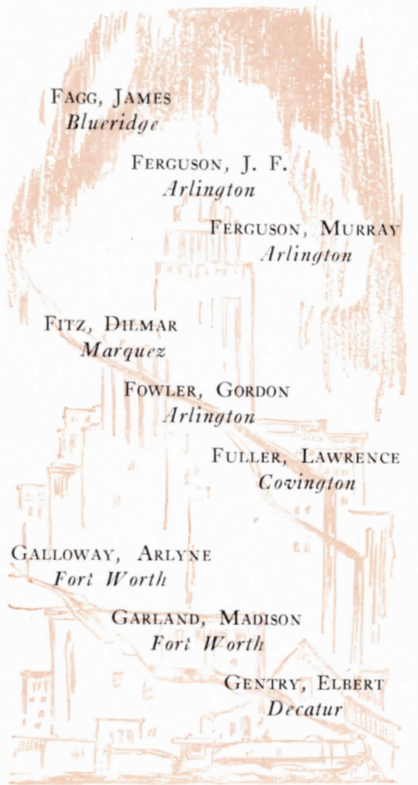 FAGG, JAMES
Blueridge
FERGUSON, J. F.
Arlington
FERGUSON, MURRAY
Arlington
FITZ, DILMAR
Marquez
FOWLER, GORDON
Arlington
FULLER, LAWRENCE
Covington
GALLOWAY, ARLYNE
Fort Worth
GARLAND, MADISON
Fort Worth
GENTRY, ELBERT
Decatur